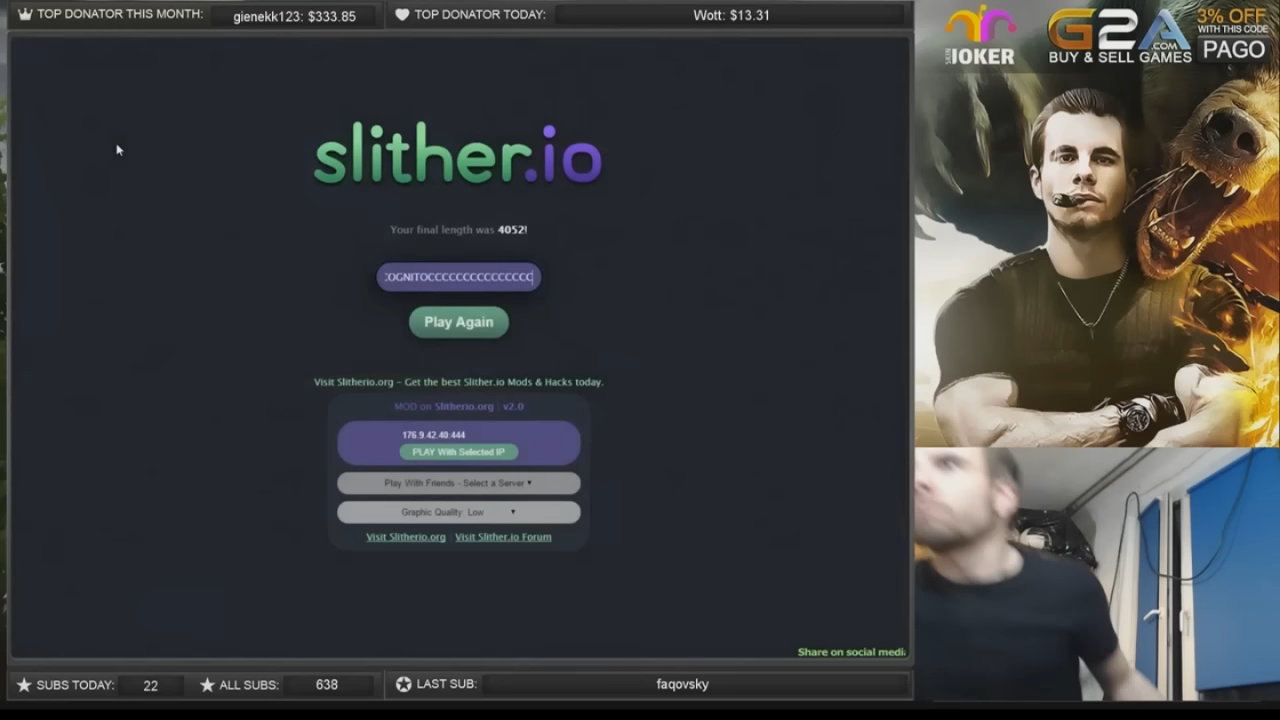 TOP DONATOR THIS MONTH: gienekk123: $333.85
TOP DONATOR TODAY: Wott: $13.31
JOKER
G2A
.COM
BUY & SELL GAMES
3% OFF
WITH THIS CODE
PAGO
slither.io
Your final length was 4052!
OGNITOCCCCCCCCCCCCCCC
Play Again
Visit Slitherio.org - Get the best Slither.io Mods & Hacks today.
MOD on Slitherio.org | v2.0
176.9.42.40:444
PLAY With Selected IP
Play With Friends - Select a Server
Graphic Quality: Low
Visit Slitherio.org | Visit Slither.io Forum
Share on social medi
SUBS TODAY: 22
ALL SUBS: 638
LAST SUB: faqovsky